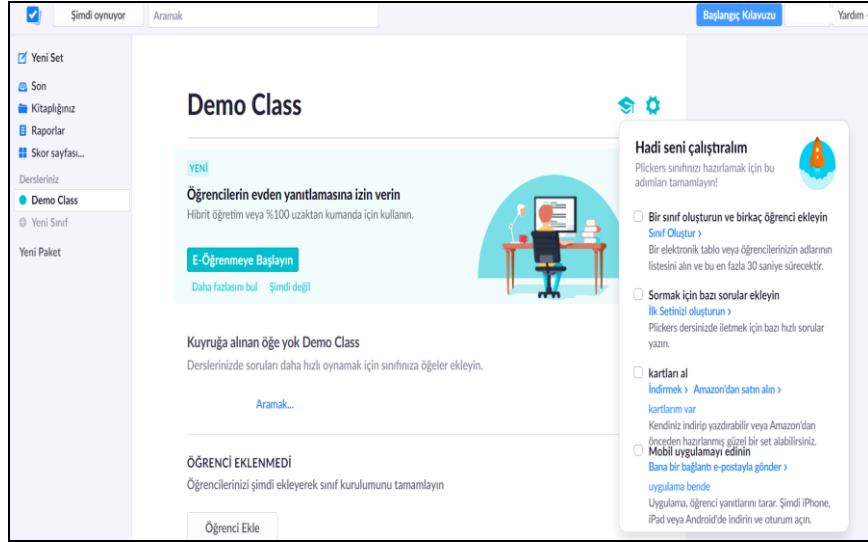 Şimdi oynuyor
Aramak
Başlangıç Kılavuzu
Yardım
Yeni Set
Son
Kitaplığınız
Raporlar
Skor sayfası...
Dersleriniz
Demo Class
Yeni Sınıf
Yeni Paket
Demo Class
YENİ
Öğrencilerin evden yanıtlamasına izin verin
Hibrit öğretim veya %100 uzaktan kumanda için kullanın.
E-Öğrenmeye Başlayın
Daha fazlasını bul Şimdi değil
Kuyruğa alınan öğe yok Demo Class
Derslerinizde soruları daha hızlı oynamak için sınıfınıza öğeler ekleyin.
Aramak...
ÖĞRENCİ EKLENMEDİ
Öğrencilerinizi şimdi ekleyerek sınıf kurulumunu tamamlayın
Öğrenci Ekle
Hadi seni çalıştıralım
Plickers sınıfınızı hazırlamak için bu
adımları tamamlayın!
Bir sınıf oluşturun ve birkaç öğrenci ekleyin
Sınıf Oluştur ›
Bir elektronik tablo veya öğrencilerinizin adlarının
listesini alın ve bu en fazla 30 saniye sürecektir.
Sormak için bazı sorular ekleyin
İlk Setinizi oluşturun ›
Plickers dersinizde iletmek için bazı hızlı sorular
yazın.
kartları al
İndirmek › Amazon'dan satın alın ›
kartlarım var
Kendiniz indirip yazdırabilir veya Amazon'dan
önceden hazırlanmış güzel bir set alabilirsiniz.
Mobil uygulamayı edinin
Bana bir bağlantı e-postayla gönder ›
uygulama bende
Uygulama, öğrenci yanıtlarını tarar. Şimdi iPhone,
iPad veya Android'de indirin ve oturum açın.